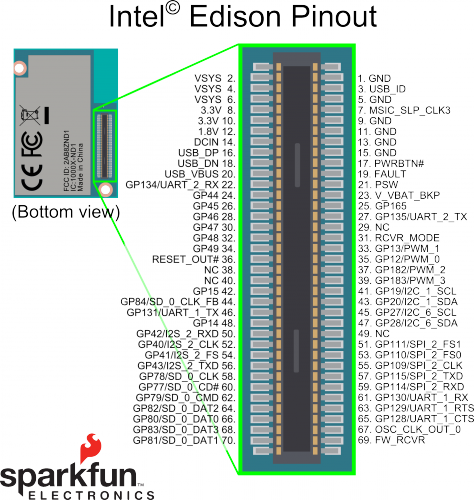 Intel© Edison Pinout
VSYS 2. 1. GND
VSYS 4. 3. USB_ID
VSYS 6. 5. GND
3.3V 8. 7. MSIC_SLP_CLK3
3.3V 10. 9. GND
1.8V 12. 11. GND
DCIN 14. 13. GND
USB_DP 16. 15. GND
USB_DN 18. 17. PWRBTN#
USB_VBUS 20. 19. FAULT
GP134/UART_2_RX 22. 21. PSW
GP44 24. 23. V_VBAT_BKP
GP45 26. 25. GP165
GP46 28. 27. GP135/UART_2_TX
GP47 30. 29. NC
GP48 32. 31. RCVR_MODE
GP49 34. 33. GP13/PWM_1
RESET_OUT# 36. 35. GP12/PWM_0
NC 38. 37. GP182/PWM_2
NC 40. 39. GP183/PWM_3
GP15 42. 41. GP19/I2C_1_SCL
GP84/SD_0_CLK_FB 44. 43. GP20/I2C_1_SDA
GP131/UART_1_TX 46. 45. GP27/I2C_6_SCL
GP14 48. 47. GP28/I2C_6_SDA
GP42/I2S_2_RXD 50. 49. NC
GP40/I2S_2_CLK 52. 51. GP111/SPI_2_FS1
GP41/I2S_2_FS 54. 53. GP110/SPI_2_FS0
GP43/I2S_2_TXD 56. 55. GP109/SPI_2_CLK
GP78/SD_0_CLK 58. 57. GP115/SPI_2_TXD
GP77/SD_0_CD# 60. 59. GP114/SPI_2_RXD
GP79/SD_0_CMD 62. 61. GP130/UART_1_RX
GP82/SD_0_DAT2 64. 63. GP129/UART_1_RTS
GP80/SD_0_DAT0 66. 65. GP128/UART_1_CTS
GP83/SD_0_DAT3 68. 67. OSC_CLK_OUT_0
GP81/SD_0_DAT1 70. 69. FW_RCVR
CE FC
FCC ID: 2AB8ZND1
IC:1000X-ND1
Made in China
(Bottom view)
sparkfun
ELECTRONICS